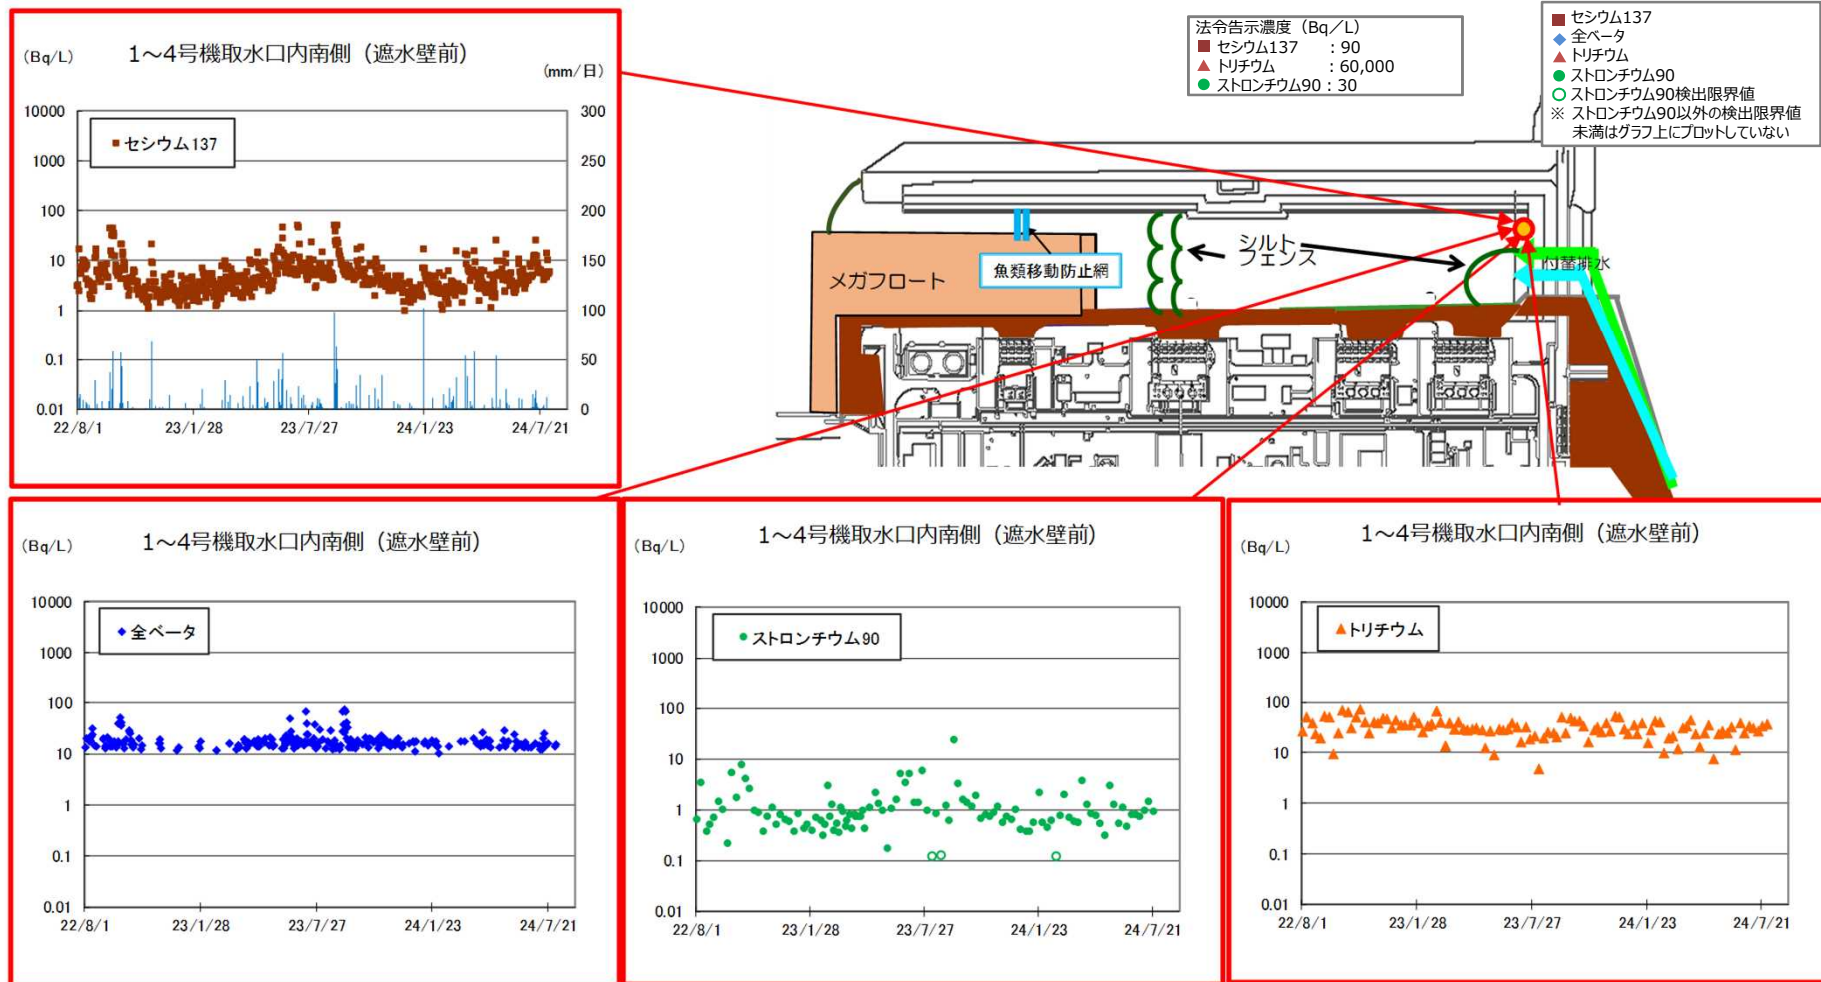 (Bq/L)
1～4号機取水口内南側（遮水壁前）
(mm/日)
10000
1000
100
10
1
0.1
0.01
300
250
200
150
100
50
0
■セシウム137
22/8/1
23/1/28
23/7/27
24/1/23
24/7/21
法令告示濃度（Bq／L）
■ セシウム137 ：90
▲ トリチウム ：60,000
● ストロンチウム90：30
■ セシウム137
◆ 全ベータ
▲ トリチウム
● ストロンチウム90
○ ストロンチウム90検出限界値
※ ストロンチウム90以外の検出限界値
未満はグラフ上にプロットしていない
メガフロート
魚類移動防止網
シルト
フェンス
排水
(Bq/L)
1～4号機取水口内南側（遮水壁前）
10000
1000
100
10
1
0.1
0.01
◆全ベータ
22/8/1
23/1/28
23/7/27
24/1/23
24/7/21
(Bq/L)
1～4号機取水口内南側（遮水壁前）
10000
1000
100
10
1
0.1
0.01
●ストロンチウム90
22/8/1
23/1/28
23/7/27
24/1/23
24/7/21
(Bq/L)
1～4号機取水口内南側（遮水壁前）
10000
1000
100
10
1
0.1
0.01
▲トリチウム
22/8/1
23/1/28
23/7/27
24/1/23
24/7/21